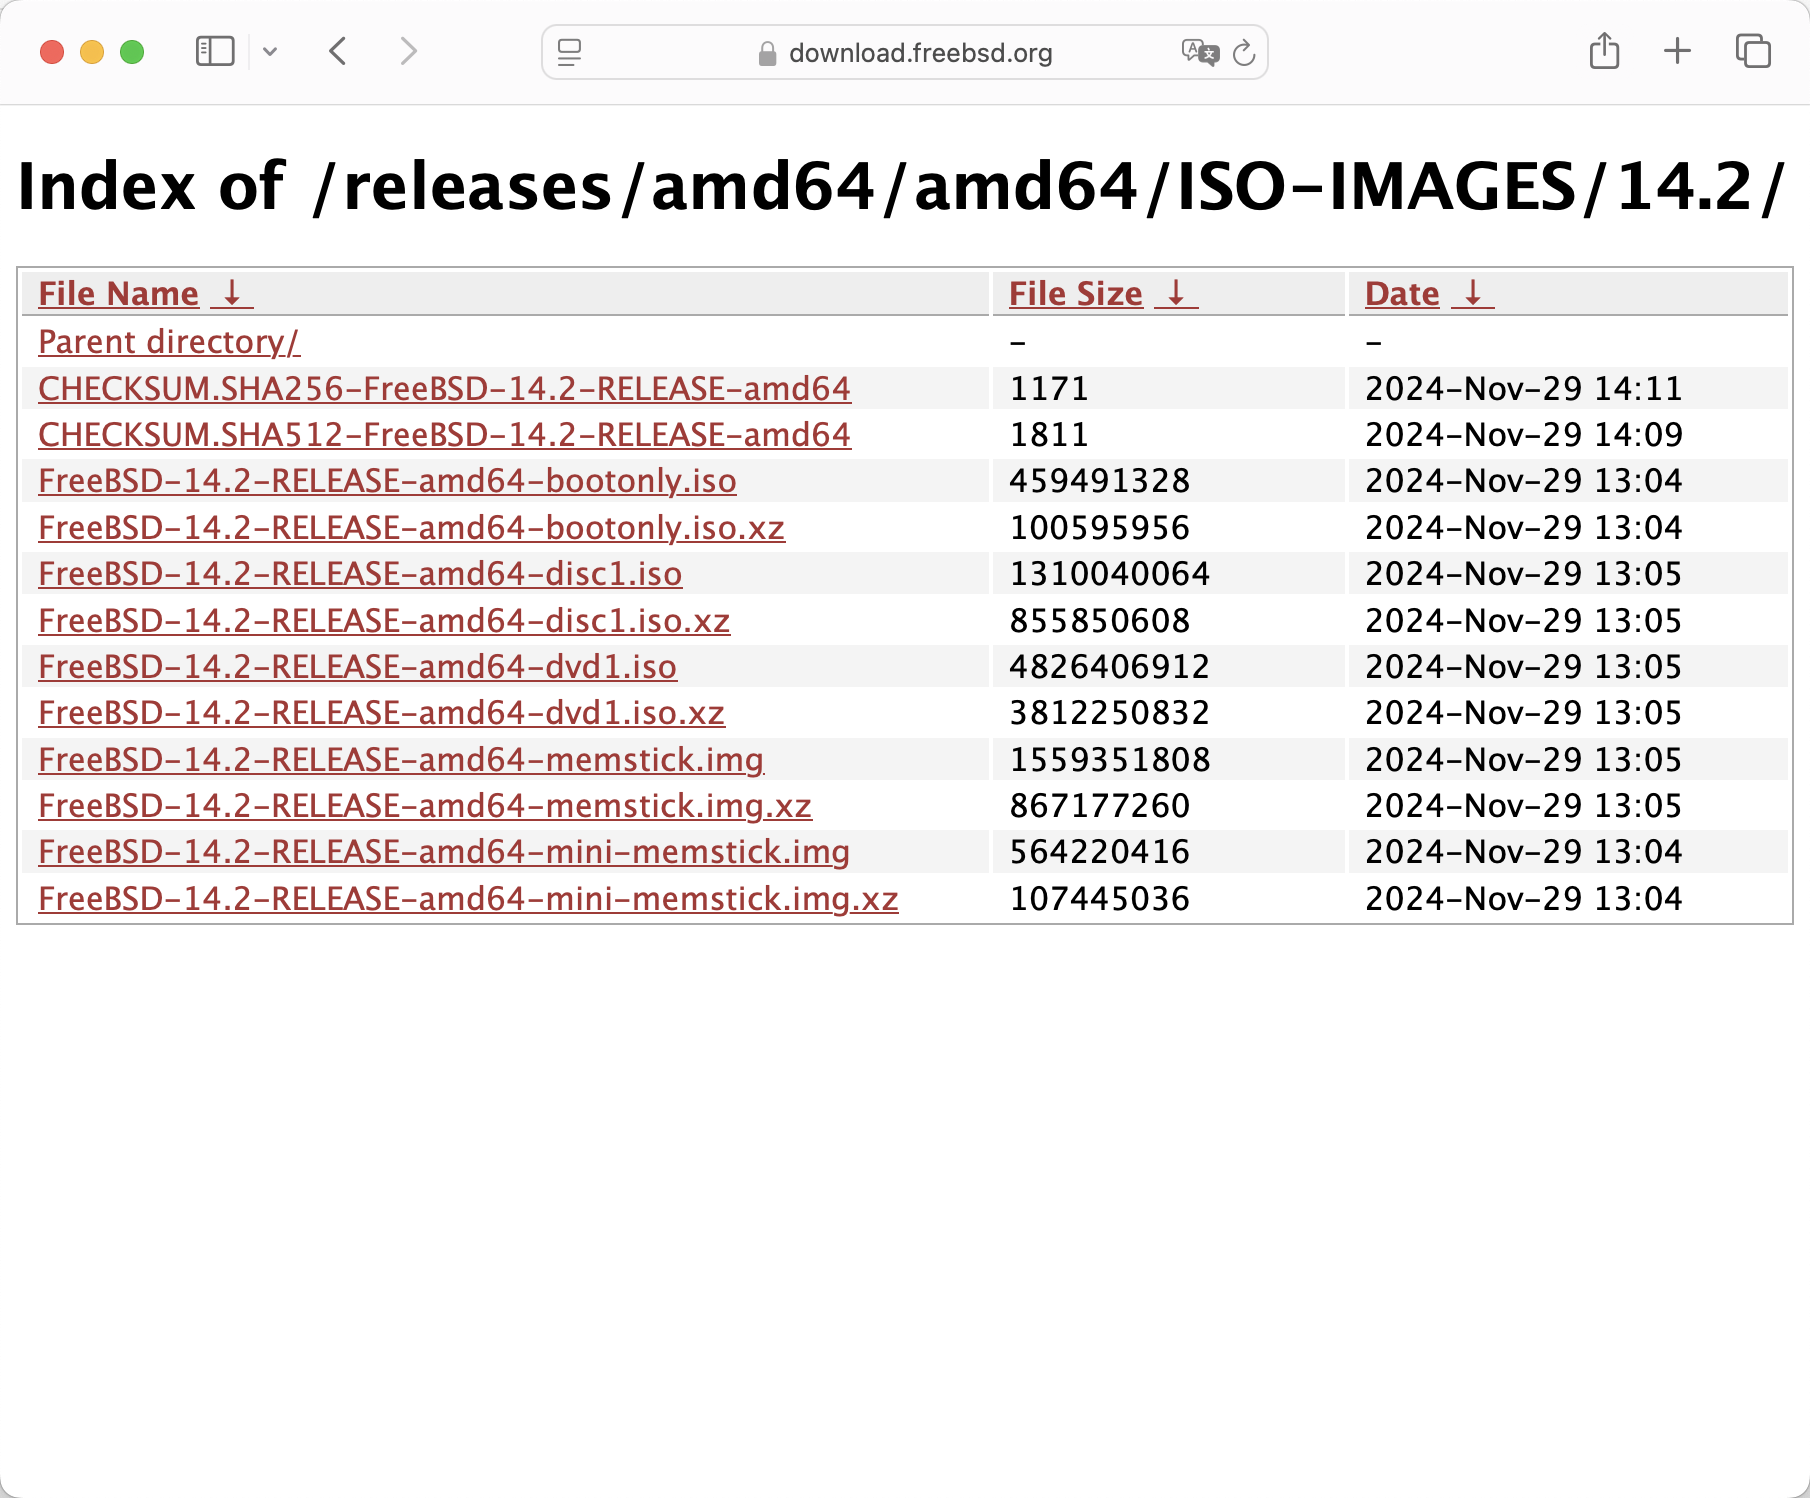 download.freebsd.org
Index of /releases/amd64/amd64/ISO-IMAGES/14.2/
File Name ↓ File Size ↓ Date ↓
Parent directory/ - -
CHECKSUM.SHA256-FreeBSD-14.2-RELEASE-amd64 1171 2024-Nov-29 14:11
CHECKSUM.SHA512-FreeBSD-14.2-RELEASE-amd64 1811 2024-Nov-29 14:09
FreeBSD-14.2-RELEASE-amd64-bootonly.iso 459491328 2024-Nov-29 13:04
FreeBSD-14.2-RELEASE-amd64-bootonly.iso.xz 100595956 2024-Nov-29 13:04
FreeBSD-14.2-RELEASE-amd64-disc1.iso 1310040064 2024-Nov-29 13:05
FreeBSD-14.2-RELEASE-amd64-disc1.iso.xz 855850608 2024-Nov-29 13:05
FreeBSD-14.2-RELEASE-amd64-dvd1.iso 4826406912 2024-Nov-29 13:05
FreeBSD-14.2-RELEASE-amd64-dvd1.iso.xz 3812250832 2024-Nov-29 13:05
FreeBSD-14.2-RELEASE-amd64-memstick.img 1559351808 2024-Nov-29 13:05
FreeBSD-14.2-RELEASE-amd64-memstick.img.xz 867177260 2024-Nov-29 13:05
FreeBSD-14.2-RELEASE-amd64-mini-memstick.img 564220416 2024-Nov-29 13:04
FreeBSD-14.2-RELEASE-amd64-mini-memstick.img.xz 107445036 2024-Nov-29 13:04